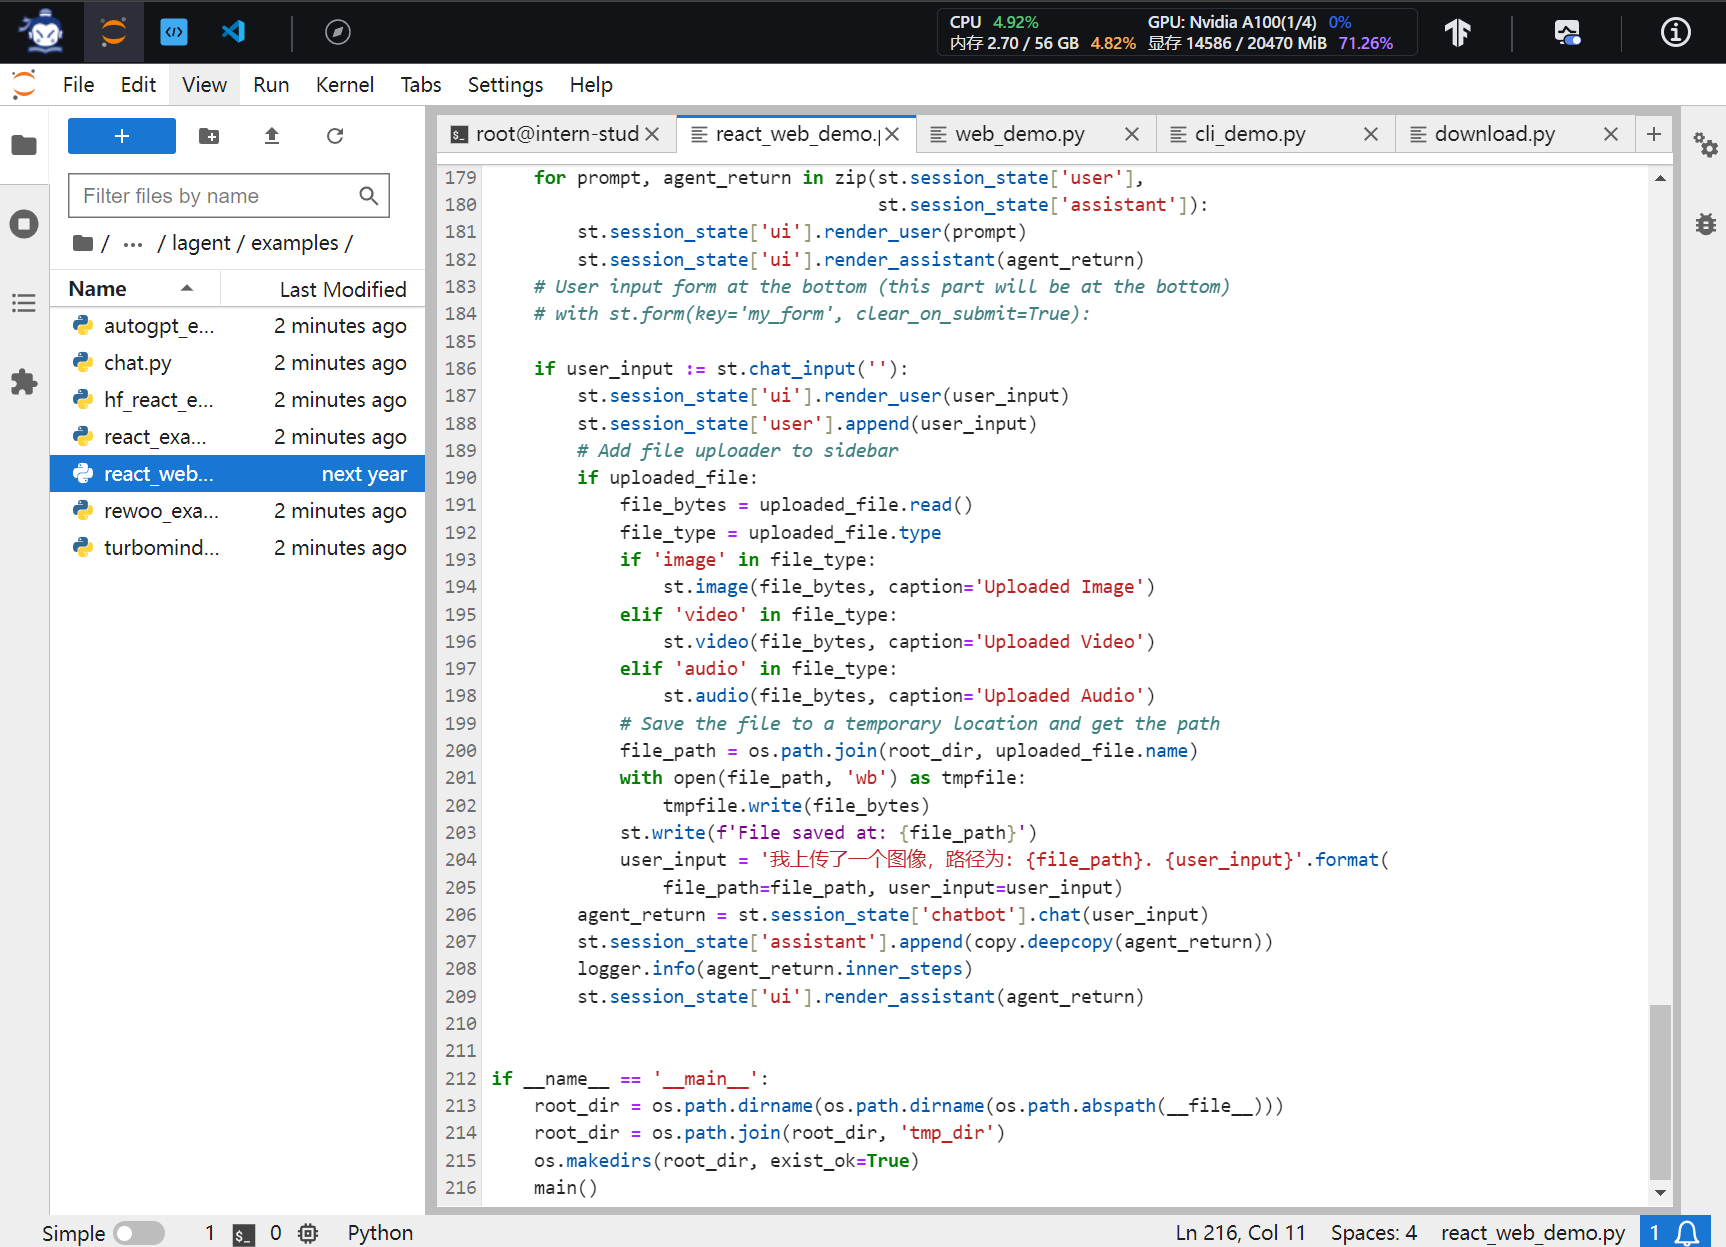 CPU 4.92% GPU: Nvidia A100(1/4) 0%
内存 2.70 / 56 GB 4.82% 显存 14586 / 20470 MiB 71.26%
File Edit View Run Kernel Tabs Settings Help
root@intern-stud react_web_demo.p web_demo.py cli_demo.py download.py
Filter files by name
/ ··· / lagent / examples /
Name Last Modified
autogpt_e... 2 minutes ago
chat.py 2 minutes ago
hf_react_e... 2 minutes ago
react_exa... 2 minutes ago
react_web... next year
rewoo_exa... 2 minutes ago
turbomind... 2 minutes ago
179     for prompt, agent_return in zip(st.session_state['user'],
180                                     st.session_state['assistant']):
181         st.session_state['ui'].render_user(prompt)
182         st.session_state['ui'].render_assistant(agent_return)
183     # User input form at the bottom (this part will be at the bottom)
184     # with st.form(key='my_form', clear_on_submit=True):
185
186     if user_input := st.chat_input(''):
187         st.session_state['ui'].render_user(user_input)
188         st.session_state['user'].append(user_input)
189         # Add file uploader to sidebar
190         if uploaded_file:
191             file_bytes = uploaded_file.read()
192             file_type = uploaded_file.type
193             if 'image' in file_type:
194                 st.image(file_bytes, caption='Uploaded Image')
195             elif 'video' in file_type:
196                 st.video(file_bytes, caption='Uploaded Video')
197             elif 'audio' in file_type:
198                 st.audio(file_bytes, caption='Uploaded Audio')
199             # Save the file to a temporary location and get the path
200             file_path = os.path.join(root_dir, uploaded_file.name)
201             with open(file_path, 'wb') as tmpfile:
202                 tmpfile.write(file_bytes)
203             st.write(f'File saved at: {file_path}')
204             user_input = '我上传了一个图像，路径为: {file_path}. {user_input}'.format(
205                 file_path=file_path, user_input=user_input)
206         agent_return = st.session_state['chatbot'].chat(user_input)
207         st.session_state['assistant'].append(copy.deepcopy(agent_return))
208         logger.info(agent_return.inner_steps)
209         st.session_state['ui'].render_assistant(agent_return)
210
211
212 if __name__ == '__main__':
213     root_dir = os.path.dirname(os.path.dirname(os.path.abspath(__file__)))
214     root_dir = os.path.join(root_dir, 'tmp_dir')
215     os.makedirs(root_dir, exist_ok=True)
216     main()
Simple 1 0 Python Ln 216, Col 11 Spaces: 4 react_web_demo.py 1